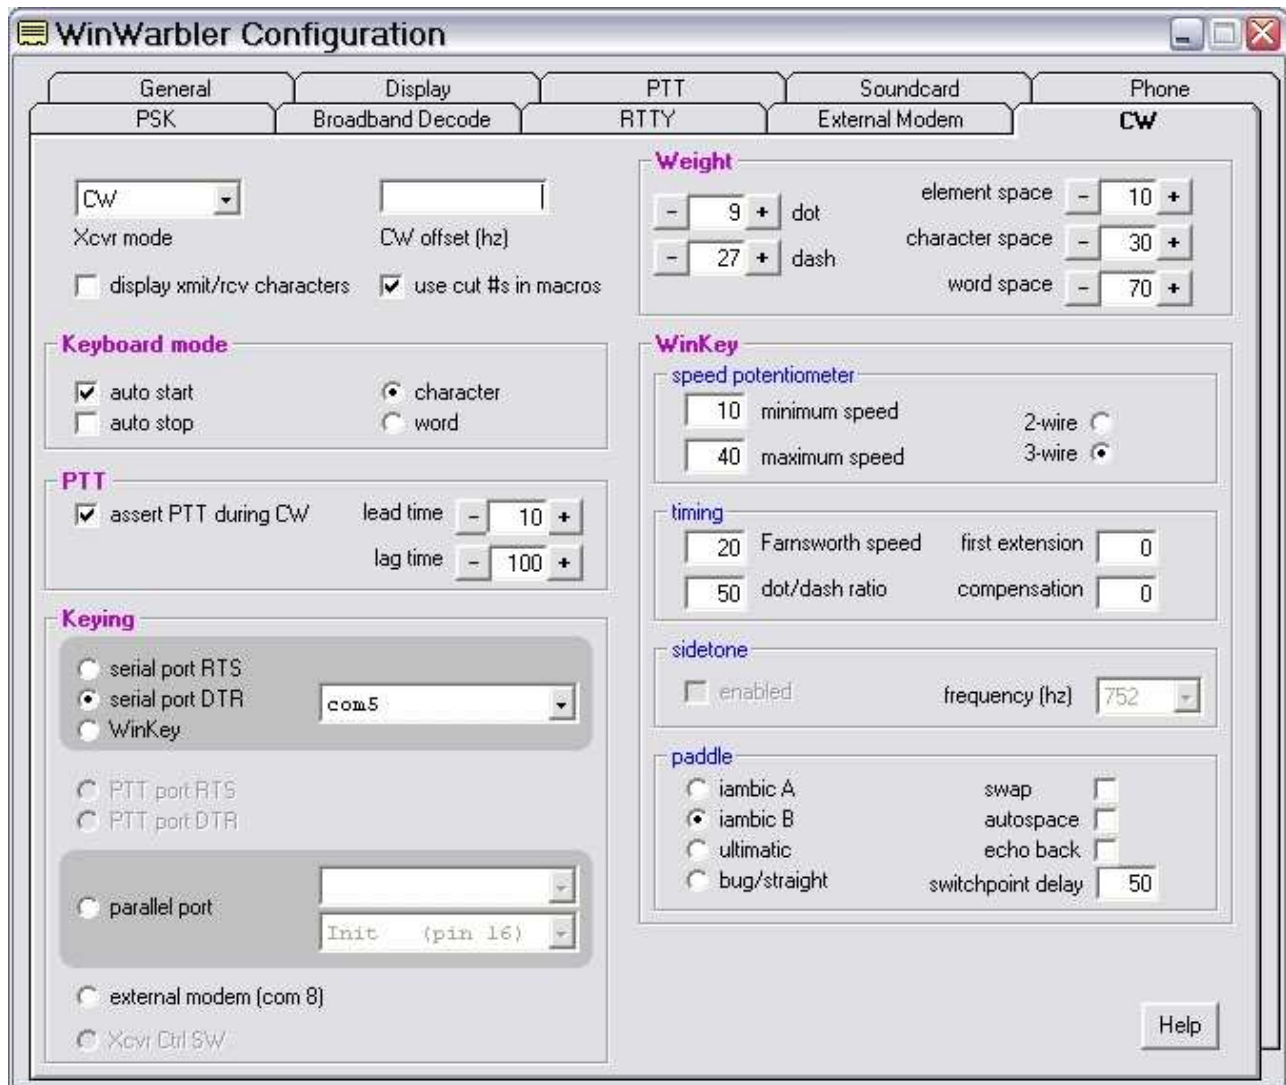 WinWarbler Configuration
General Display PTT Soundcard Phone
PSK Broadband Decode RTTY External Modem CW
CW
Xcvr mode CW offset (hz)
display xmit/rcv characters use cut #s in macros
Keyboard mode
auto start character
auto stop word
PTT
assert PTT during CW lead time - 10 +
lag time - 100 +
Keying
serial port RTS
serial port DTR com5
WinKey
PTT port RTS
PTT port DTR
parallel port
Init (pin 16)
external modem (com 8)
Xcvr Ctrl SW
Weight
- 9 + dot element space - 10 +
- 27 + dash character space - 30 +
word space - 70 +
WinKey
speed potentiometer
10 minimum speed 2-wire
40 maximum speed 3-wire
timing
20 Farnsworth speed first extension 0
50 dot/dash ratio compensation 0
sidetone
enabled frequency (hz) 752
paddle
iambic A swap
iambic B autospace
ultimatic echo back
bug/straight switchpoint delay 50
Help